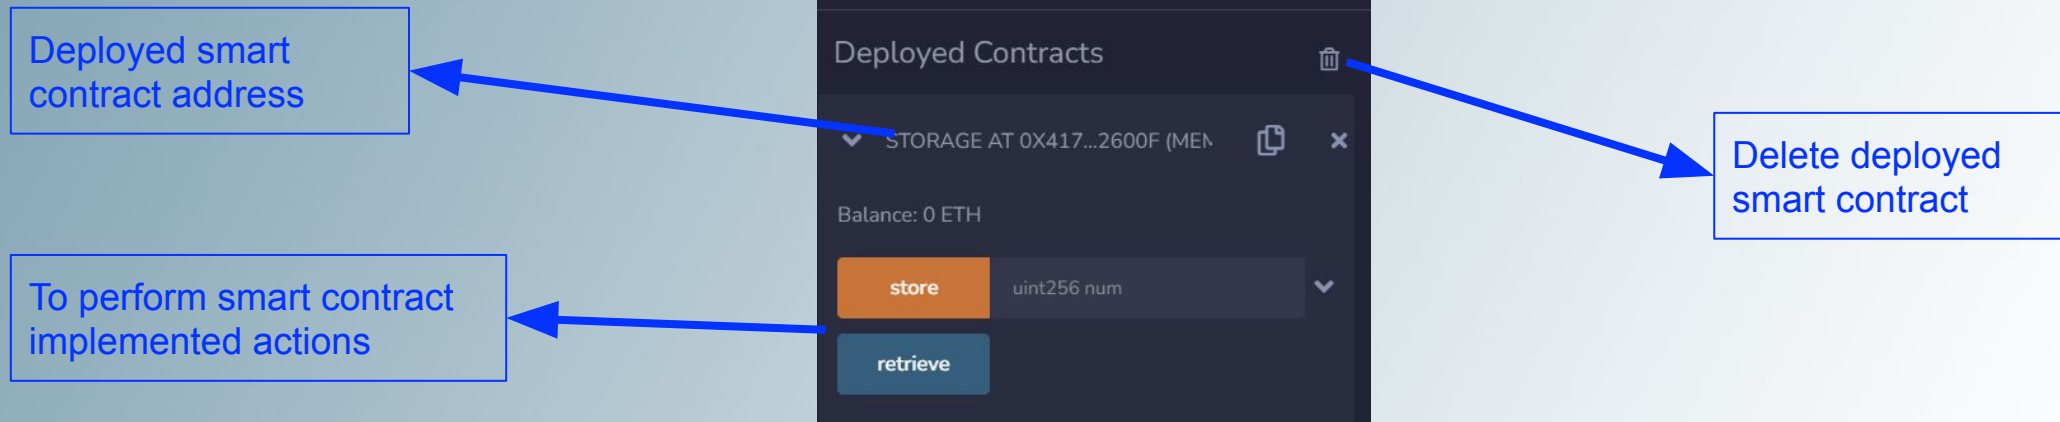 Deployed smart
contract address
To perform smart contract
implemented actions
Deployed Contracts
STORAGE AT 0X417...2600F (MEM
Balance: 0 ETH
store
uint256 num
retrieve
Delete deployed
smart contract